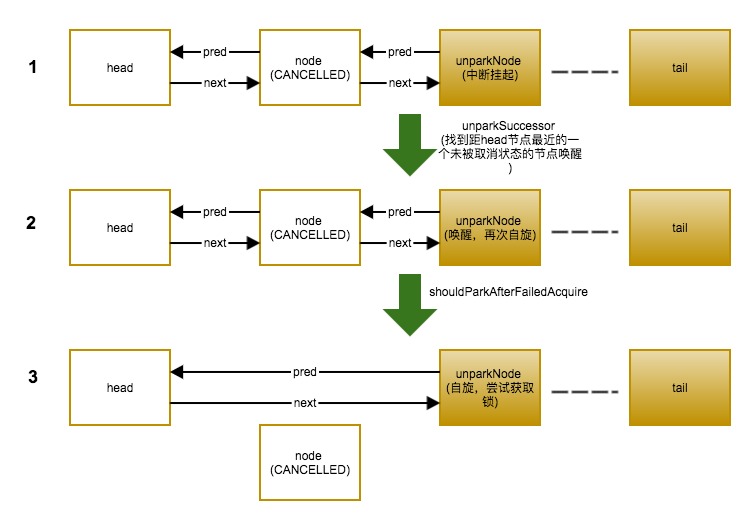 1
head
pred
next
node
(CANCELLED)
pred
next
unparkNode
(中断挂起)
tail
unparkSuccessor
(找到距head节点最近的一
个未被取消状态的节点唤醒
)
2
head
pred
next
node
(CANCELLED)
pred
next
unparkNode
(唤醒，再次自旋)
tail
shouldParkAfterFailedAcquire
3
head
pred
next
unparkNode
(自旋，尝试获取
锁)
tail
node
(CANCELLED)